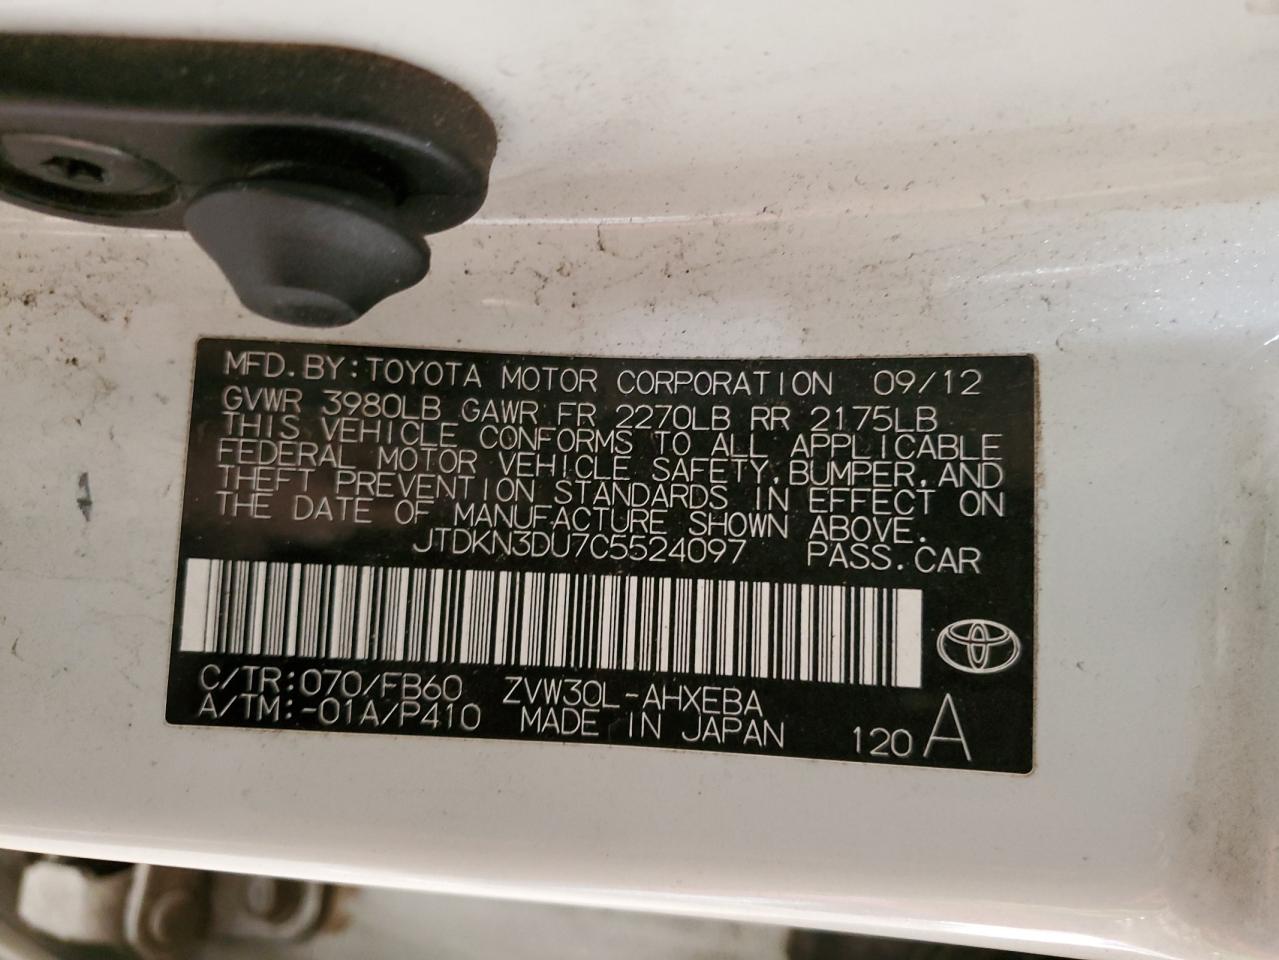 MFD.BY:TOYOTA MOTOR CORPORATION 09/12
GVWR 3980LB GAWR FR 2270LB RR 2175LB
THIS VEHICLE CONFORMS TO ALL APPLICABLE
FEDERAL MOTOR VEHICLE SAFETY,BUMPER,AND
THEFT PREVENTION STANDARDS IN EFFECT ON
THE DATE OF MANUFACTURE SHOWN ABOVE.
JTDKN3DU7C5524097 PASS.CAR
C/TR:070/FB60 ZVW30L-AHXEBA
A/TM:-01A/P410 MADE IN JAPAN 120 A